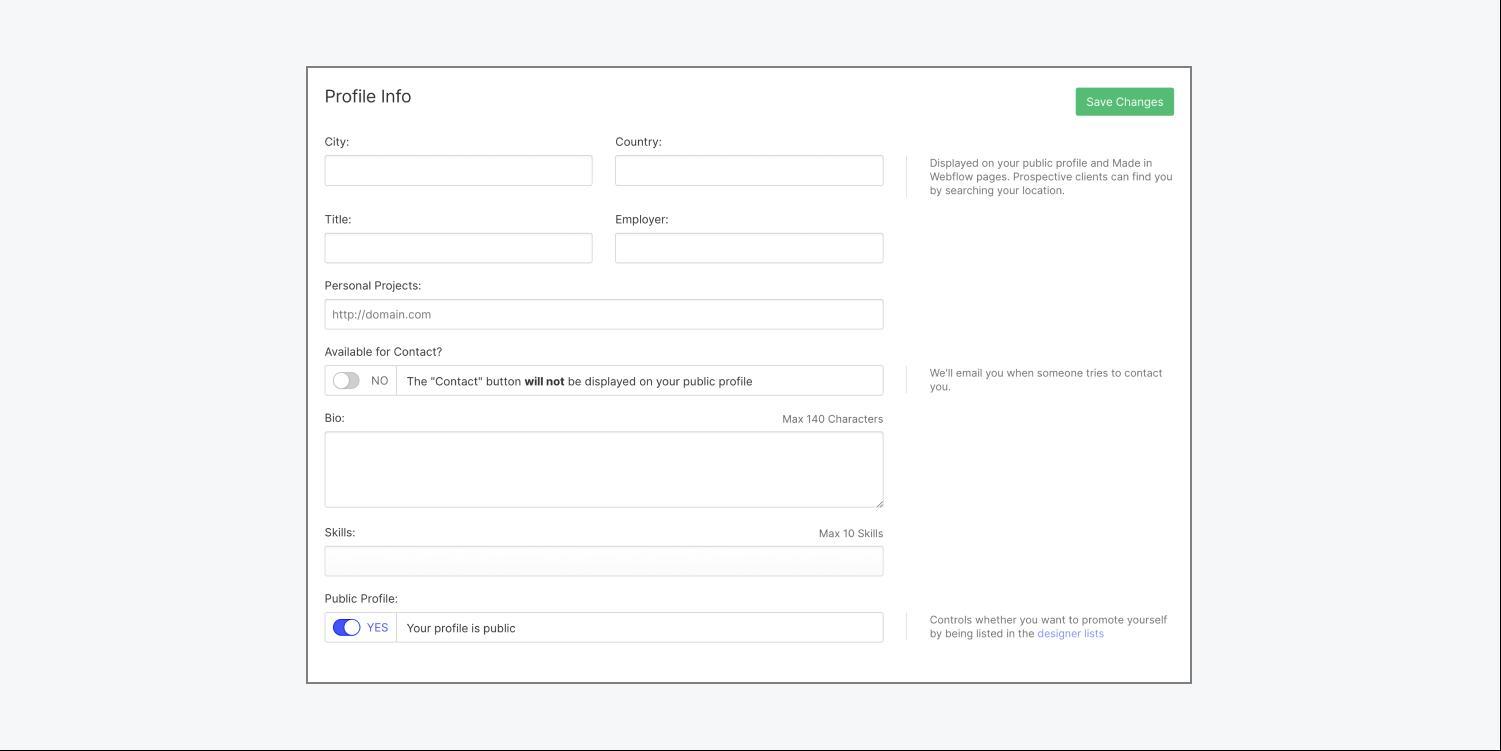 Profile Info
Save Changes
City:
Country:
Displayed on your public profile and Made in
Webflow pages. Prospective clients can find you
by searching your location.
Title:
Employer:
Personal Projects:
http://domain.com
Available for Contact?
NO
The "Contact" button will not be displayed on your public profile
We'll email you when someone tries to contact
you.
Bio:
Max 140 Characters
Skills:
Max 10 Skills
Public Profile:
YES
Your profile is public
Controls whether you want to promote yourself
by being listed in the designer lists